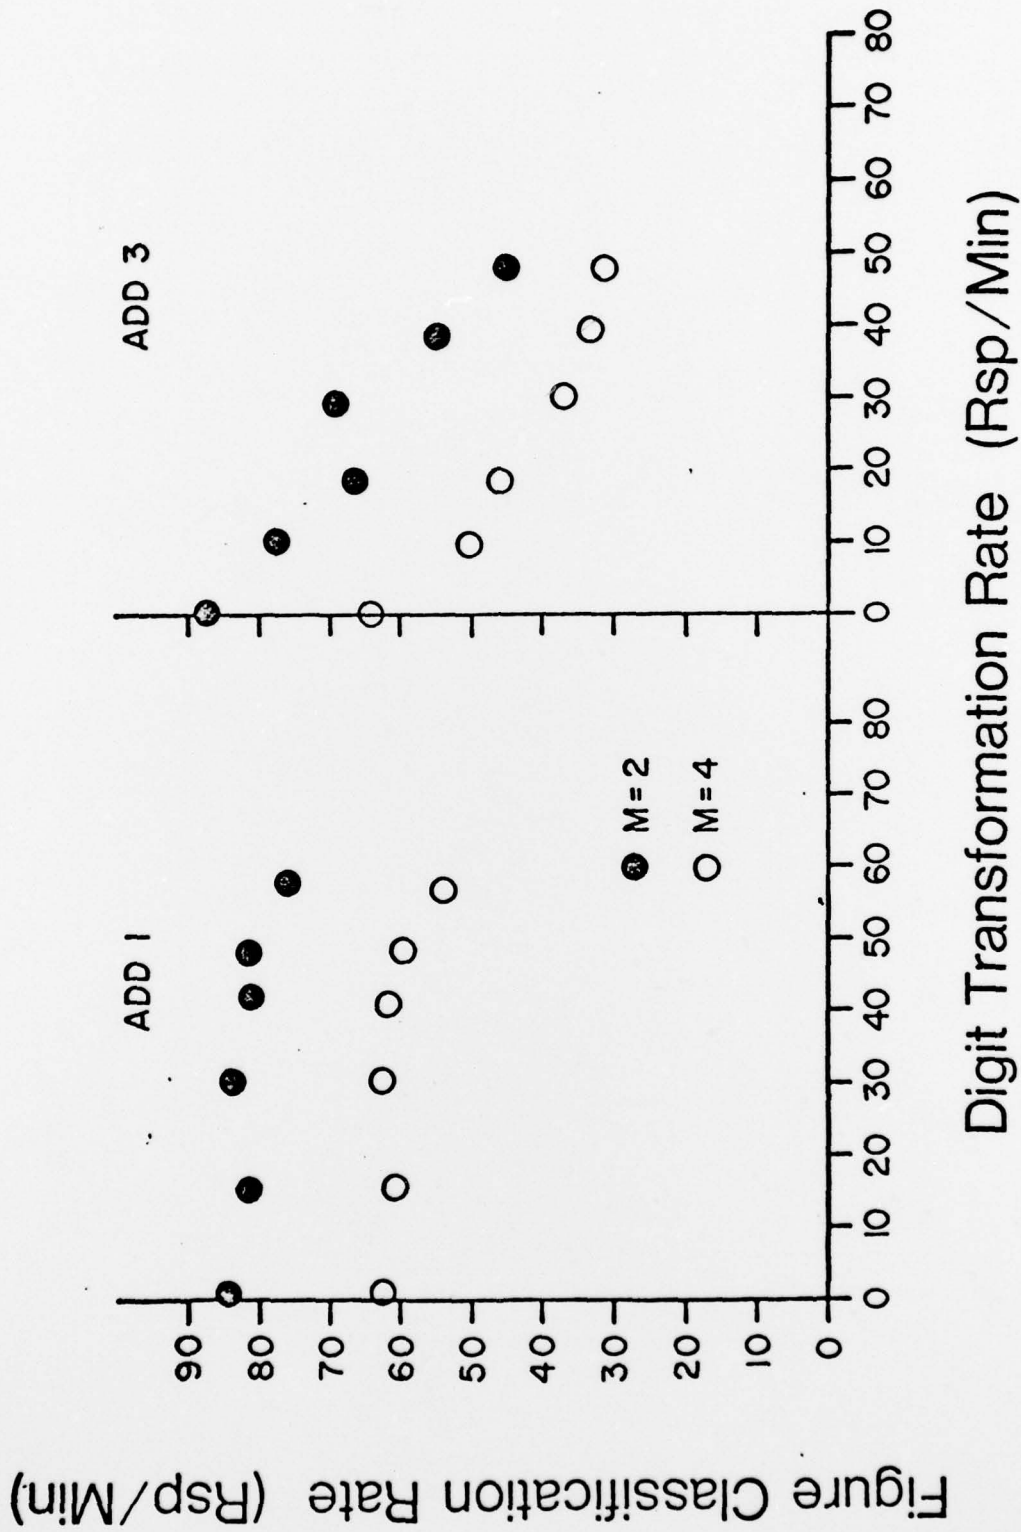 Figure Classification Rate (Rsp/Min)
90
80
70
60
50
40
30
20
10
0
ADD 1
M=2
M=4
0 10 20 30 40 50 60 70 80
ADD 3
0 10 20 30 40 50 60 70 80
Digit Transformation Rate (Rsp/Min)